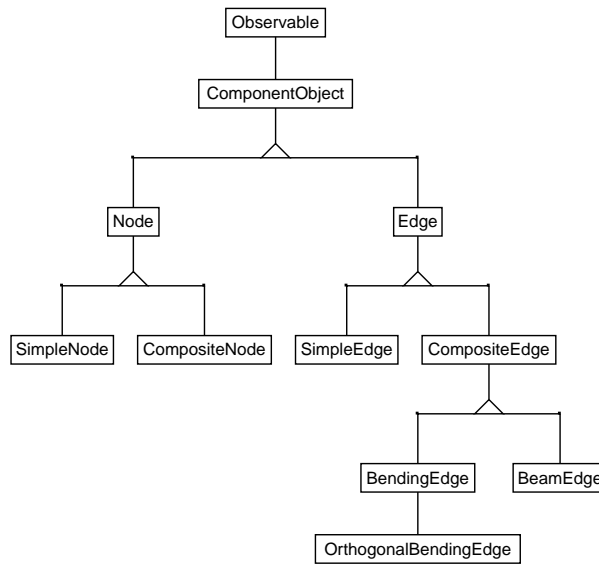 Observable
ComponentObject
Node
Edge
SimpleNode
CompositeNode
SimpleEdge
CompositeEdge
BendingEdge
BeamEdge
OrthogonalBendingEdge